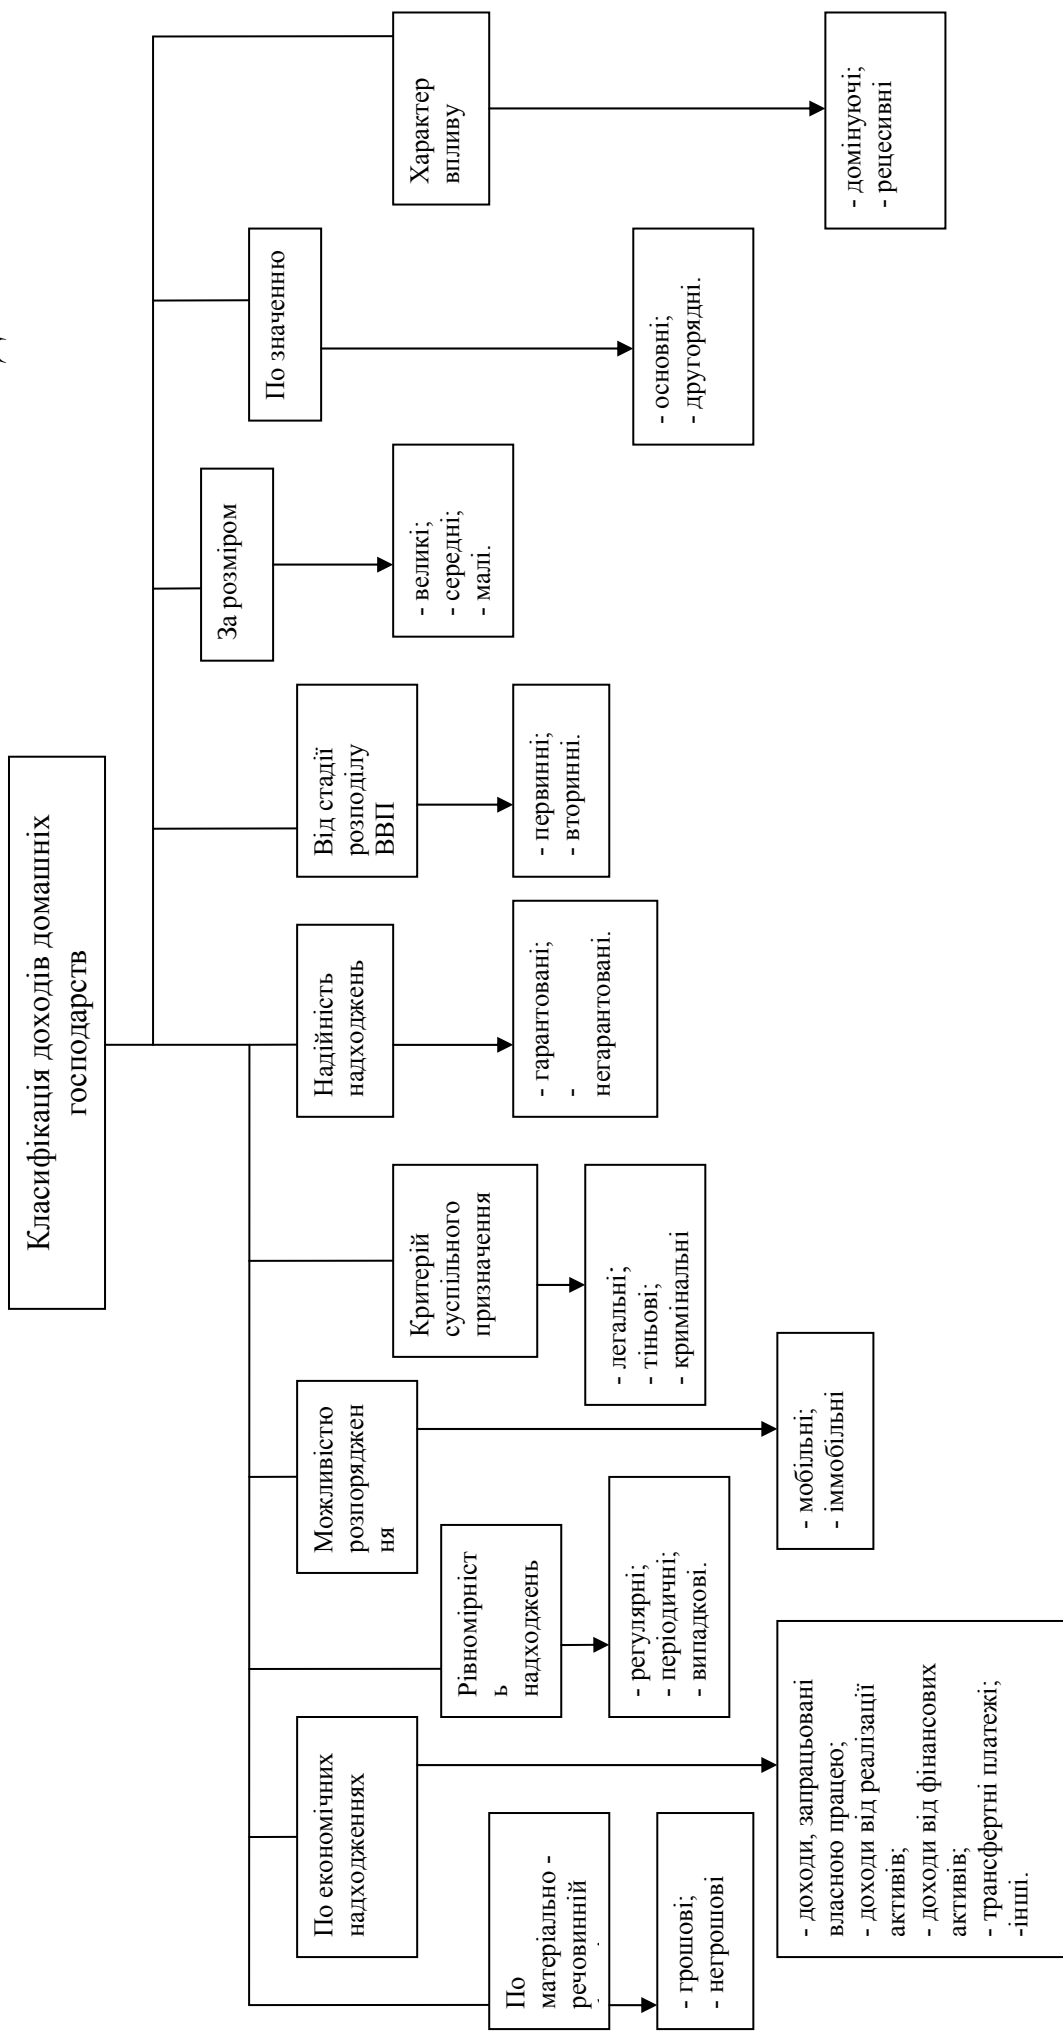 Класифікація доходів домашніх
господарств
По
матеріально -
речовинній
- грошові;
- негрошові
По економічних
надходженнях
- доходи, запрацьовані
власною працею;
- доходи від реалізації
активів;
- доходи від фінансових
активів;
- трансфертні платежі;
-інші.
Рівномірніст
ь
надходжень
- регулярні;
- періодичні;
- випадкові.
Можливістю
розпоряджен
ня
- мобільні;
- іммобільні
Критерій
суспільного
призначення
- легальні;
- тіньові;
- кримінальні
Надійність
надходжень
- гарантовані;
-
негарантовані.
Від стадії
розподілу
ВВП
- первинні;
- вторинні.
За розміром
- великі;
- середні;
- малі.
По значенню
- основні;
- другорядні.
Характер
впливу
- домінуючі;
- рецесивні